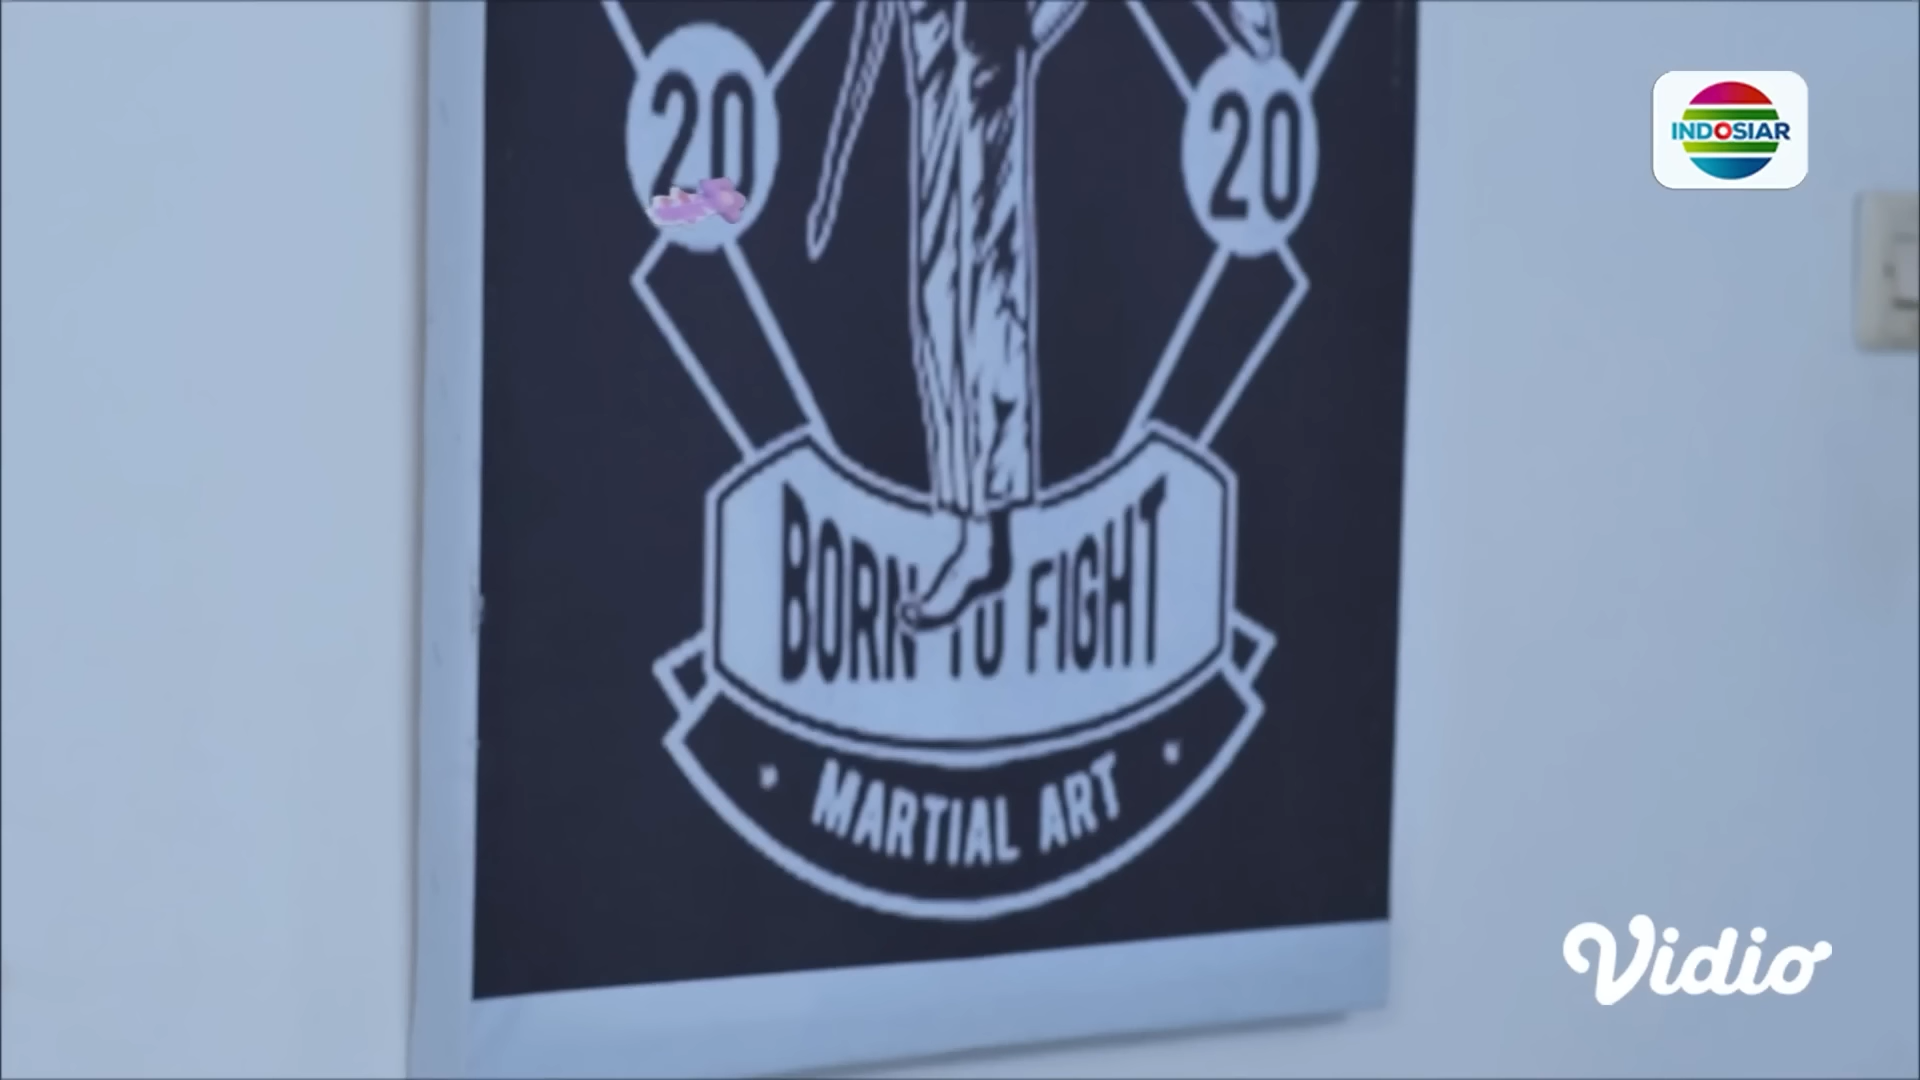 20
20
INDOSIAR
BORN TO FIGHT
MARTIAL ART
Vidio